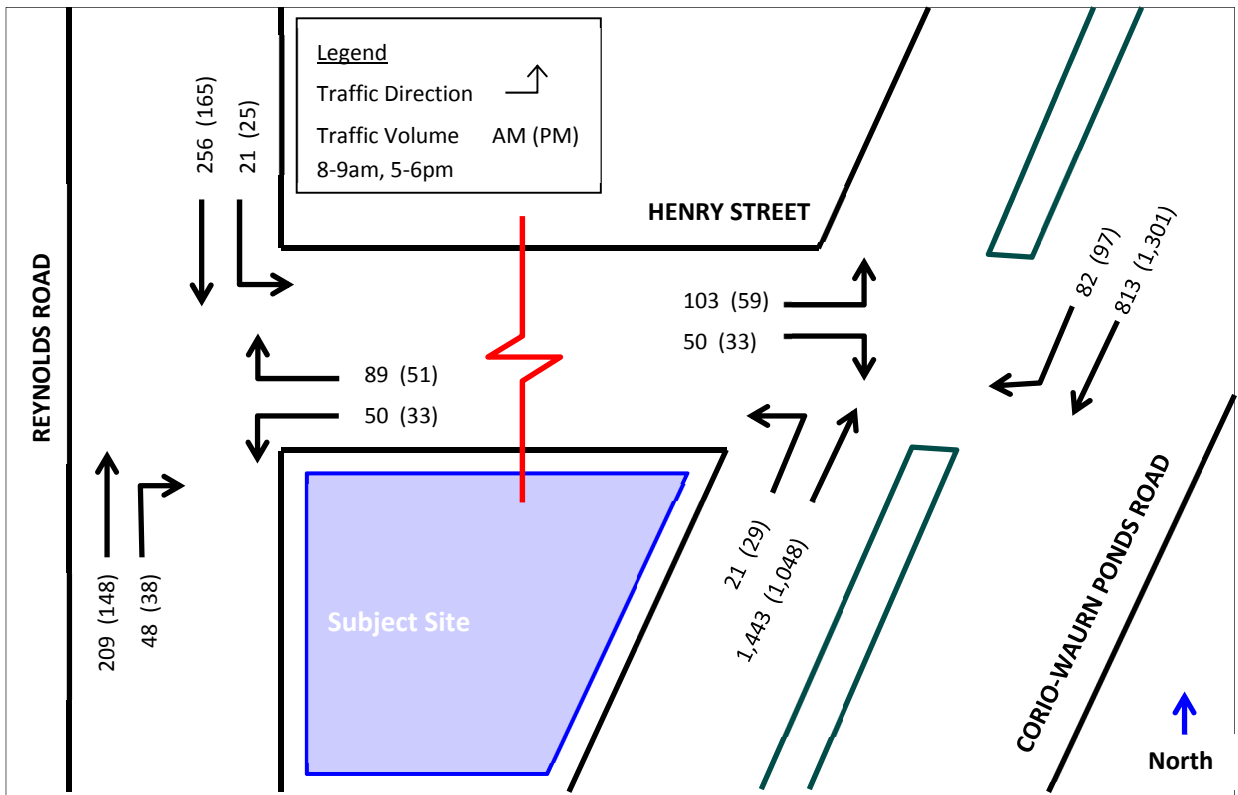 Legend
Traffic Direction
Traffic Volume AM (PM)
8-9am, 5-6pm
256 (165)
21 (25)
HENRY STREET
REYNOLDS ROAD
103 (59)
50 (33)
82 (97)
813 (1,301)
89 (51)
50 (33)
209 (148)
48 (38)
21 (29)
1,443 (1,048)
Subject Site
CORIO-WAURN PONDS ROAD
North